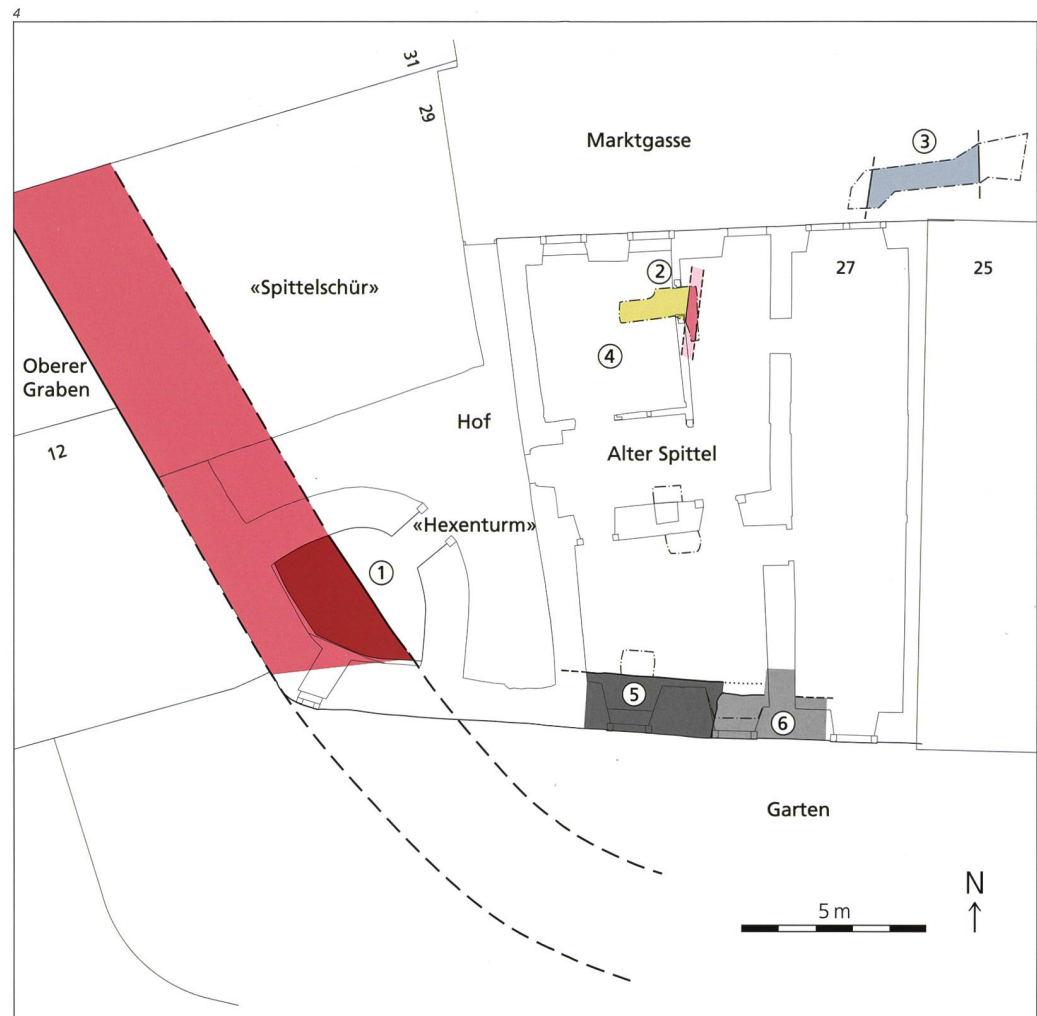 4
31
29
Marktgasse
③
«Spittelschür»
②
27
25
④
Oberer
Graben
Hof
12
Alter Spittel
«Hexenturm»
①
⑤
⑥
Garten
N
5 m